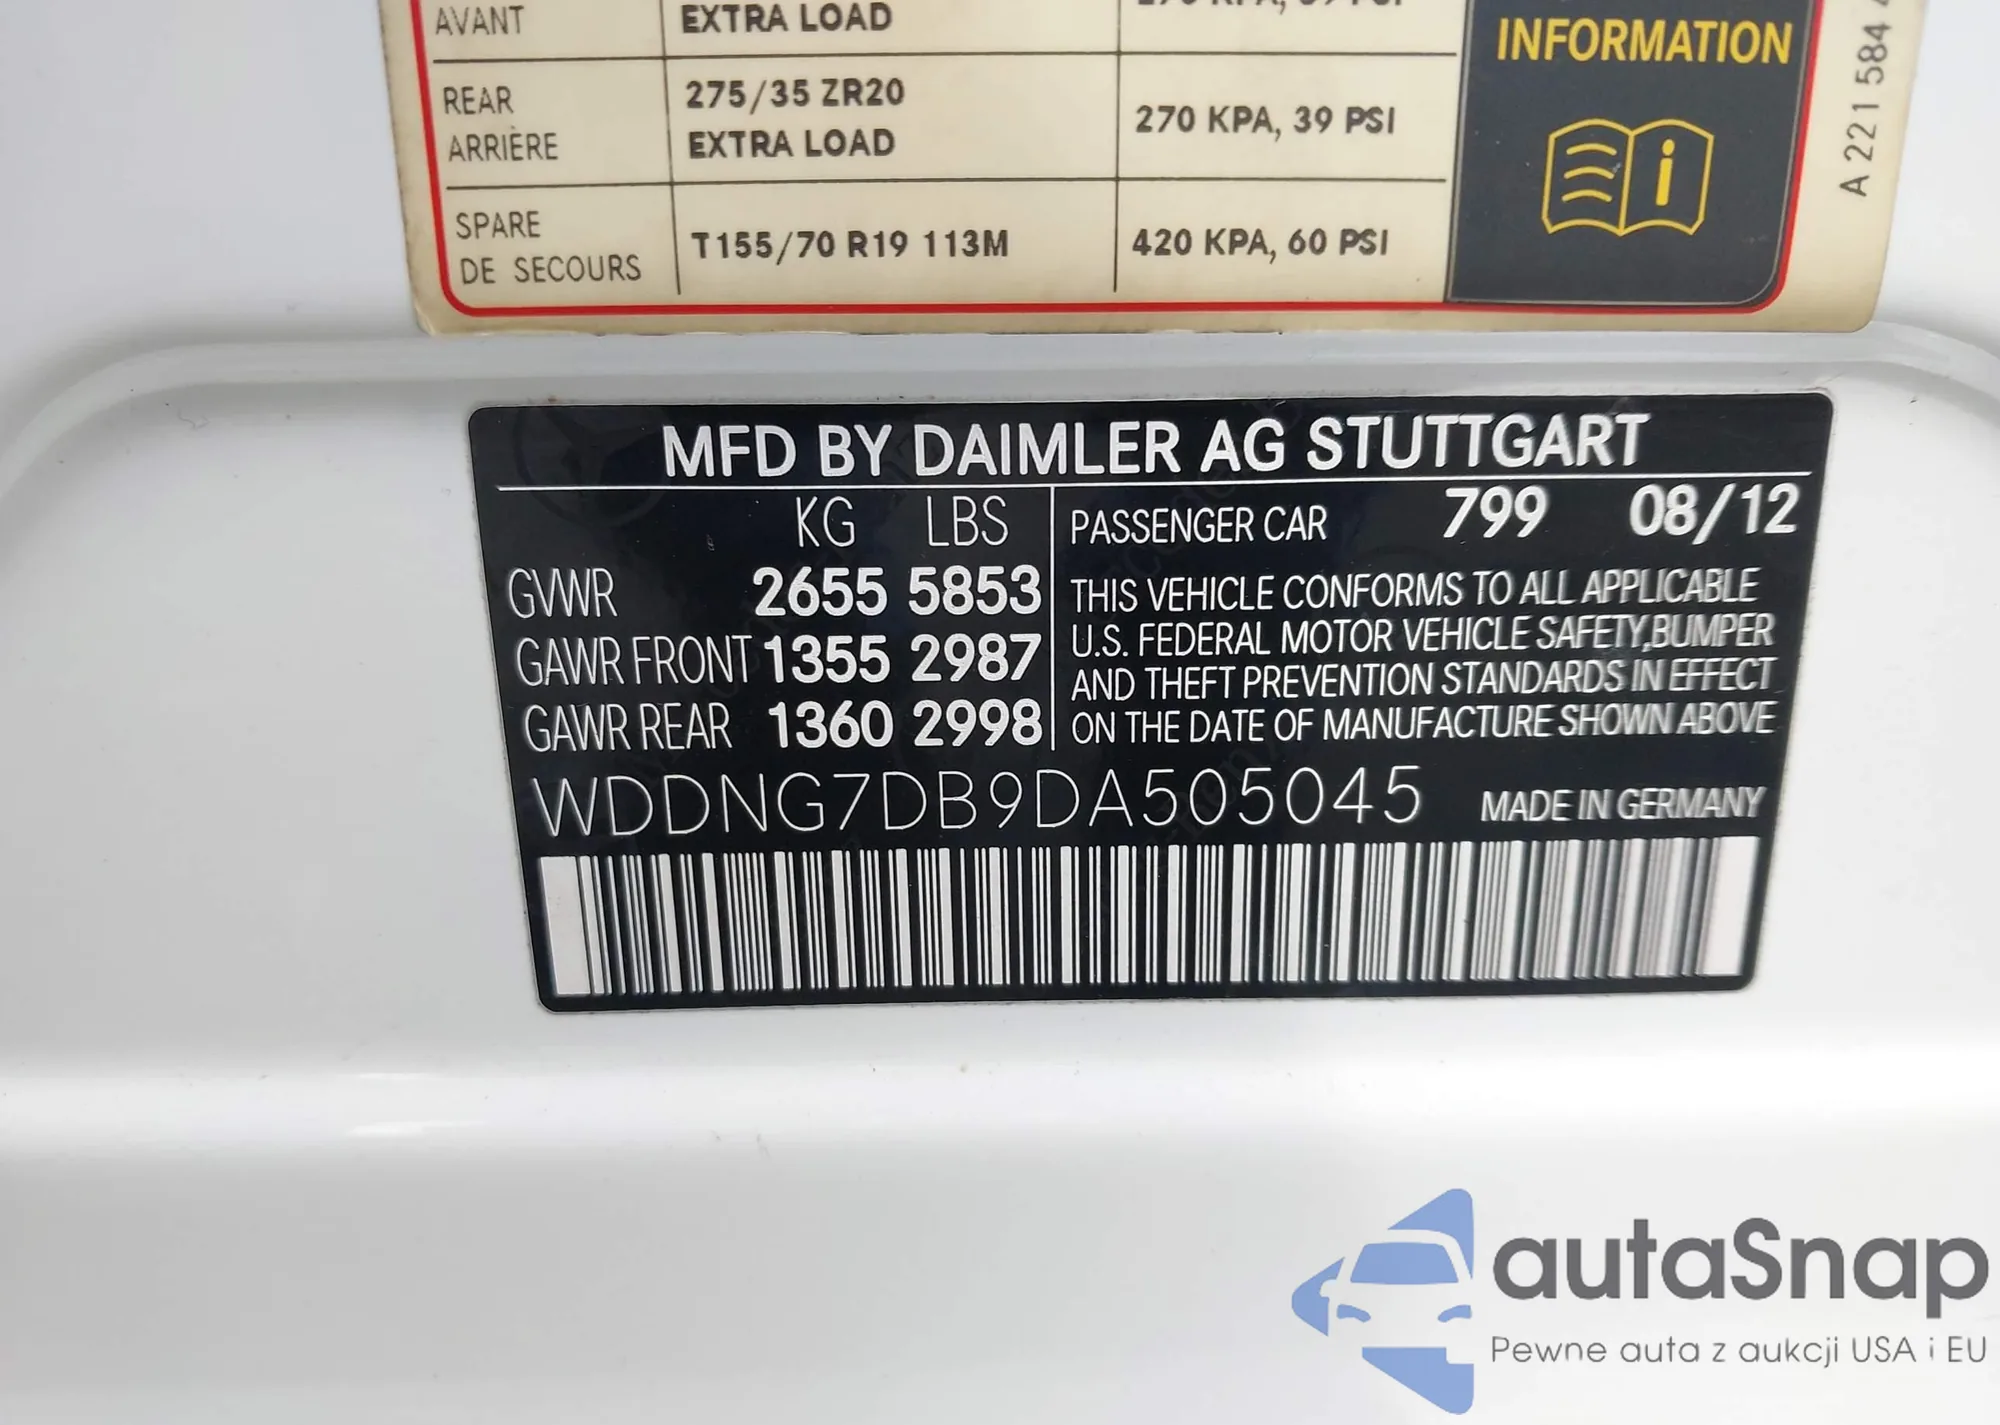 AVANT EXTRA LOAD
INFORMATION
REAR 275/35 ZR20
ARRIÈRE EXTRA LOAD
270 KPA, 39 PSI
SPARE
DE SECOURS
T155/70 R19 113M
420 KPA, 60 PSI
A 221 584
MFD BY DAIMLER AG STUTTGART
KG LBS
GVWR 2655 5853
GAWR FRONT 1355 2987
GAWR REAR 1360 2998
PASSENGER CAR 799 08/12
THIS VEHICLE CONFORMS TO ALL APPLICABLE
U.S. FEDERAL MOTOR VEHICLE SAFETY,BUMPER
AND THEFT PREVENTION STANDARDS IN EFFECT
ON THE DATE OF MANUFACTURE SHOWN ABOVE
WDDNG7DB9DA505045 MADE IN GERMANY
autaSnap
Pewne auta z aukcji USA i EU